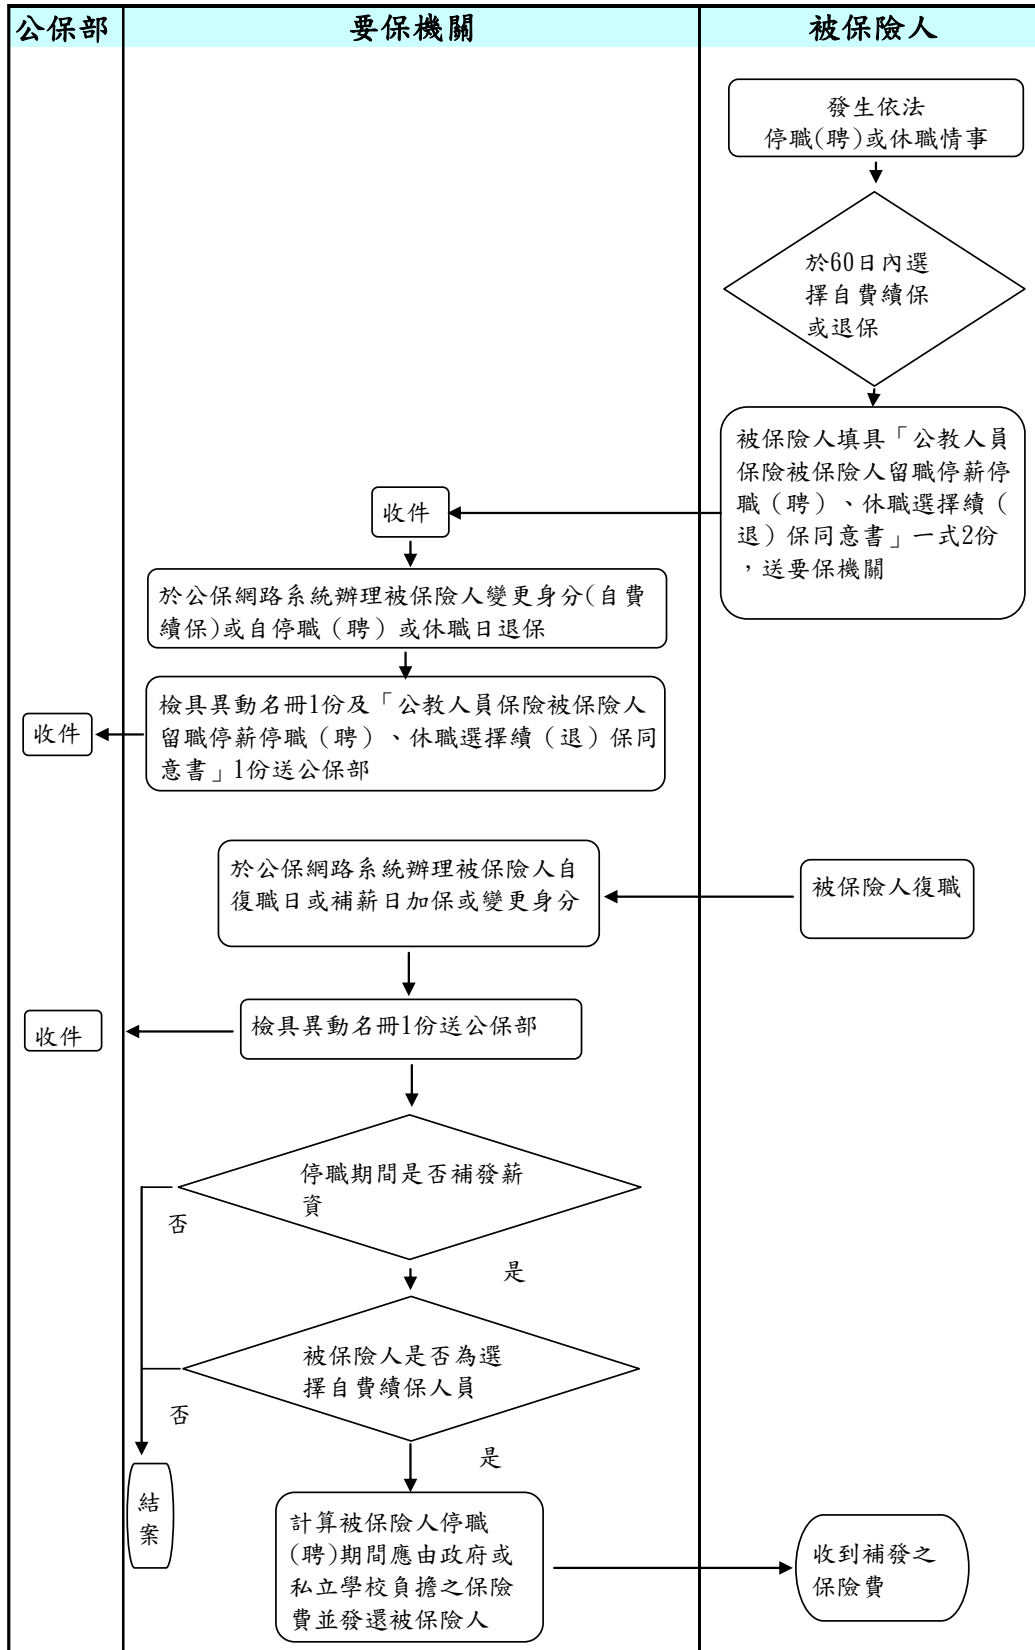 公保部
要保機關
被保險人
發生依法
停職(聘)或休職情事
於60日內選
擇自費續保
或退保
被保險人填具「公教人員
保險被保險人留職停薪停
職（聘）、休職選擇續（
退）保同意書」一式2份
，送要保機關
收件
於公保網路系統辦理被保險人變更身分(自費
續保)或自停職（聘）或休職日退保
檢具異動名冊1份及「公教人員保險被保險人
留職停薪停職（聘）、休職選擇續（退）保同
意書」1份送公保部
收件
被保險人復職
於公保網路系統辦理被保險人自
復職日或補薪日加保或變更身分
檢具異動名冊1份送公保部
收件
停職期間是否補發薪
資
否
是
被保險人是否為選
擇自費續保人員
否
是
結
案
計算被保險人停職
(聘)期間應由政府或
私立學校負擔之保險
費並發還被保險人
收到補發之
保險費